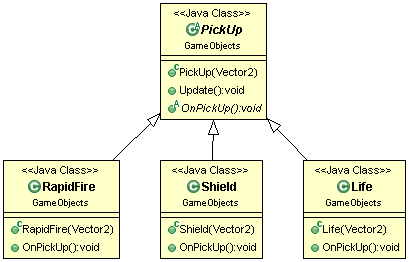 <<Java Class>>
PickUp
GameObjects
PickUp(Vector2)
Update():void
OnPickUp():void
<<Java Class>>
RapidFire
GameObjects
RapidFire(Vector2)
OnPickUp():void
<<Java Class>>
Shield
GameObjects
Shield(Vector2)
OnPickUp():void
<<Java Class>>
Life
GameObjects
Life(Vector2)
OnPickUp():void